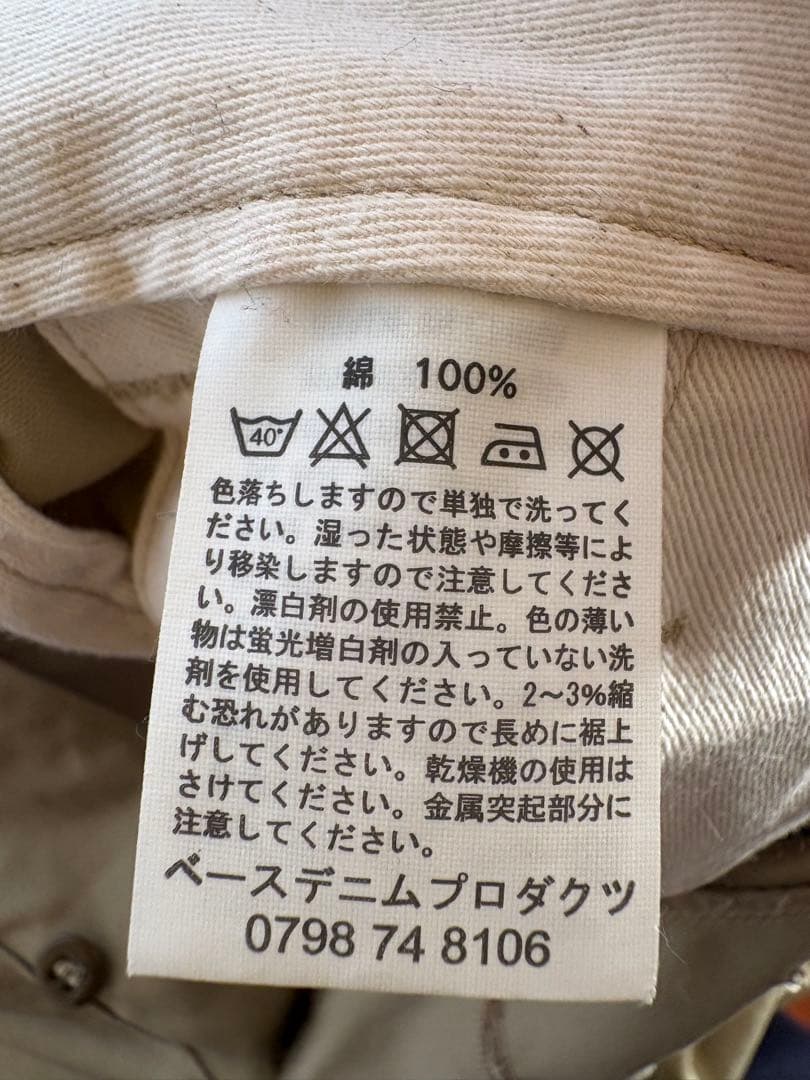 綿 100%
40°
色落ちしますので単独で洗ってく
ださい。湿った状態や摩擦等によ
り移染しますので注意してくださ
い。漂白剤の使用禁止。色の薄い
物は蛍光増白剤の入っていない洗
剤を使用してください。2～3%縮
む恐れがありますので長めに裾上
げしてください。乾燥機の使用は
さけてください。金属突起部分に
注意してください。
ベースデニムプロダクツ
0798 74 8106